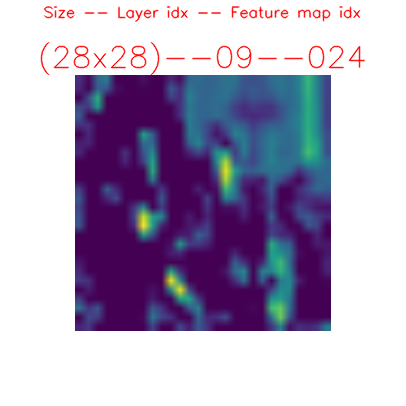 Size -- Layer idx -- Feature map idx
(28x28)--09--024